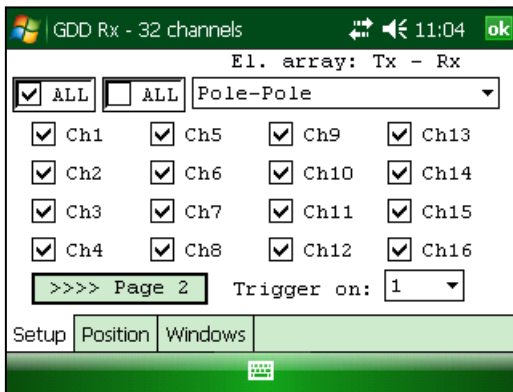 GDD Rx - 32 channels 11:04 ok
El. array: Tx - Rx
ALL ALL Pole-Pole
Ch1 Ch5 Ch9 Ch13
Ch2 Ch6 Ch10 Ch14
Ch3 Ch7 Ch11 Ch15
Ch4 Ch8 Ch12 Ch16
>>>> Page 2 Trigger on: 1
Setup Position Windows